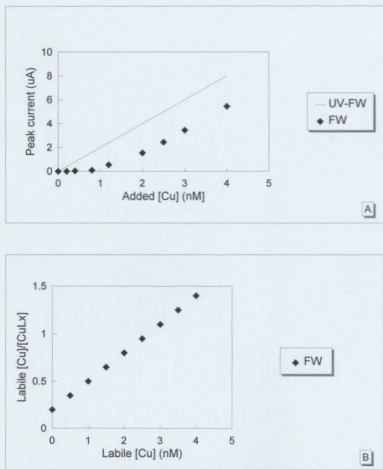 10
8
6
4
2
0
0 1 2 3 4 5
Peak current (uA)
Added [Cu] (nM]
UV-FW
FW
A
1.5
1
0.5
0
0 1 2 3 4 5
Labile [Cu]/[CuLx]
Labile [Cu] (nM)
FW
B